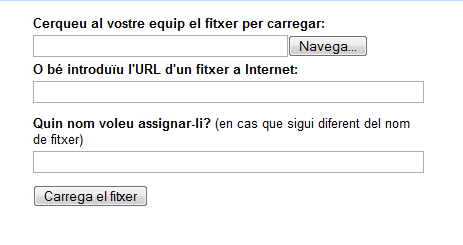 Cerqueu al vostre equip el fitxer per carregar:
Navega...
O bé introduïu l'URL d'un fitxer a Internet:
Quin nom voleu assignar-li? (en cas que sigui diferent del nom
de fitxer)
Carrega el fitxer